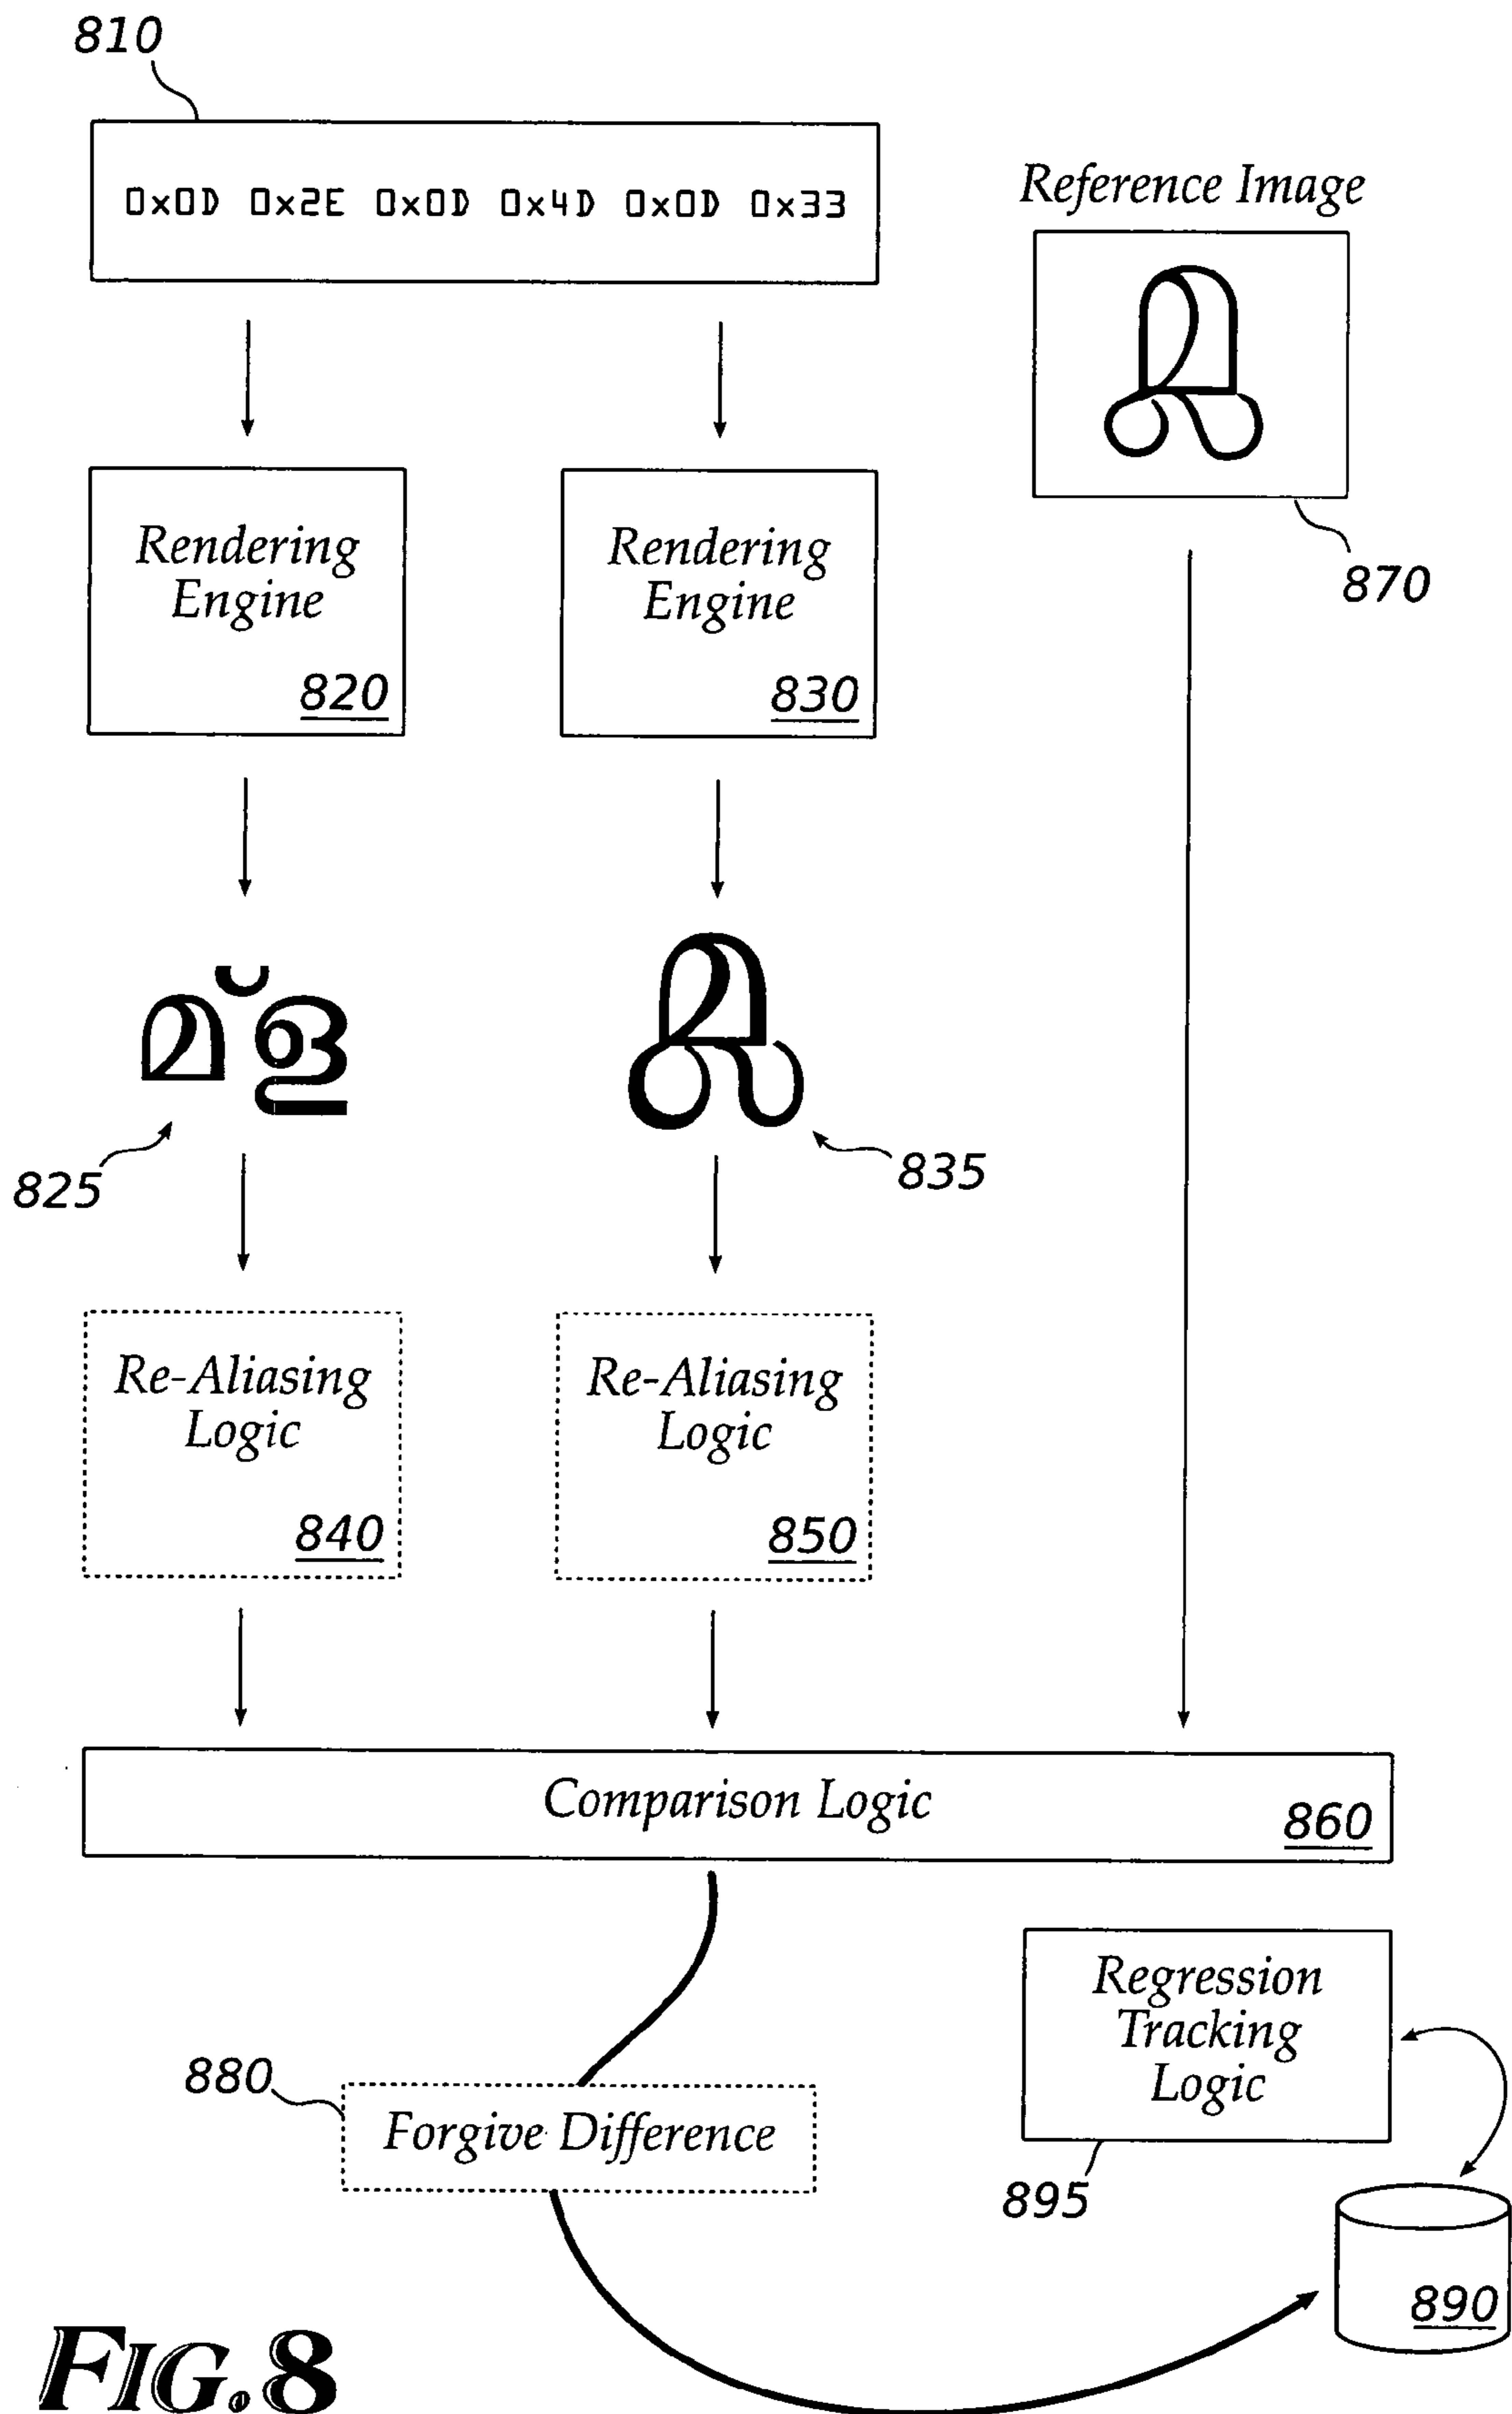 810
0x0D 0x2E 0x0D 0x4D 0x0D 0x33
Reference Image
മ്ള
870
Rendering
Engine
820
Rendering
Engine
830
മ്‌ള
825
മ്ള
835
Re-Aliasing
Logic
840
Re-Aliasing
Logic
850
Comparison Logic
860
880
Forgive Difference
Regression
Tracking
Logic
895
890
FIG. 8